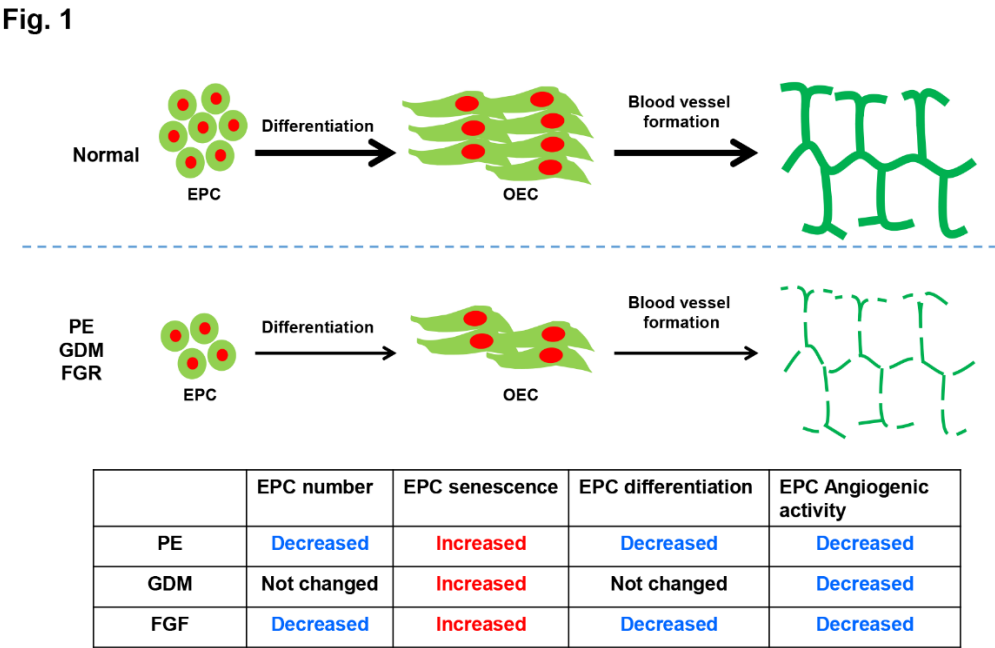 Fig. 1
Normal
EPC
Differentiation
OEC
Blood vessel
formation
PE
GDM
FGR
EPC
Differentiation
OEC
Blood vessel
formation
EPC number EPC senescence EPC differentiation EPC Angiogenic
activity
PE Decreased Increased Decreased Decreased
GDM Not changed Increased Not changed Decreased
FGF Decreased Increased Decreased Decreased